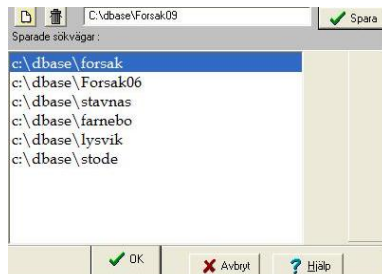 C:\dbase\Forsak09
Spara
Sparade sökvägar :
c:\dbase\forsak
c:\dbase\Forsak06
c:\dbase\stavnas
c:\dbase\farnebo
c:\dbase\lysvik
c:\dbase\stode
OK
Avbryt
Hjälp